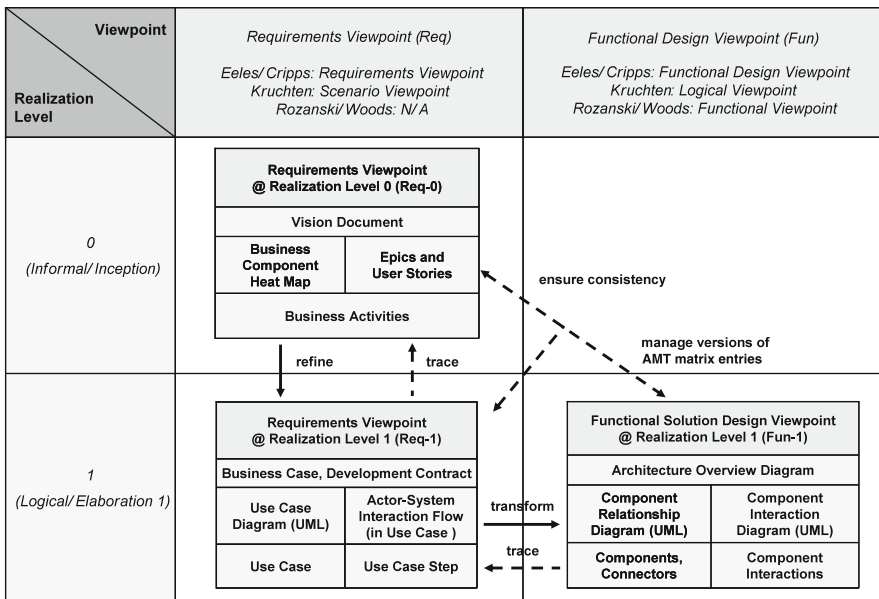 Viewpoint
Realization
Level
Requirements Viewpoint (Req)
Eeles/Cripps: Requirements Viewpoint
Kruchten: Scenario Viewpoint
Rozanski/Woods: N/A
Functional Design Viewpoint (Fun)
Eeles/Cripps: Functional Design Viewpoint
Kruchten: Logical Viewpoint
Rozanski/Woods: Functional Viewpoint
0
(Informal/Inception)
Requirements Viewpoint
@ Realization Level 0 (Req-0)
Vision Document
Business
Component
Heat Map
Epics and
User Stories
Business Activities
ensure consistency
manage versions of
AMT matrix entries
refine
trace
1
(Logical/Elaboration 1)
Requirements Viewpoint
@ Realization Level 1 (Req-1)
Business Case, Development Contract
Use Case
Diagram (UML)
Actor-System
Interaction Flow
(in Use Case )
Use Case
Use Case Step
transform
trace
Functional Solution Design Viewpoint
@ Realization Level 1 (Fun-1)
Architecture Overview Diagram
Component
Relationship
Diagram (UML)
Component
Interaction
Diagram (UML)
Components,
Connectors
Component
Interactions